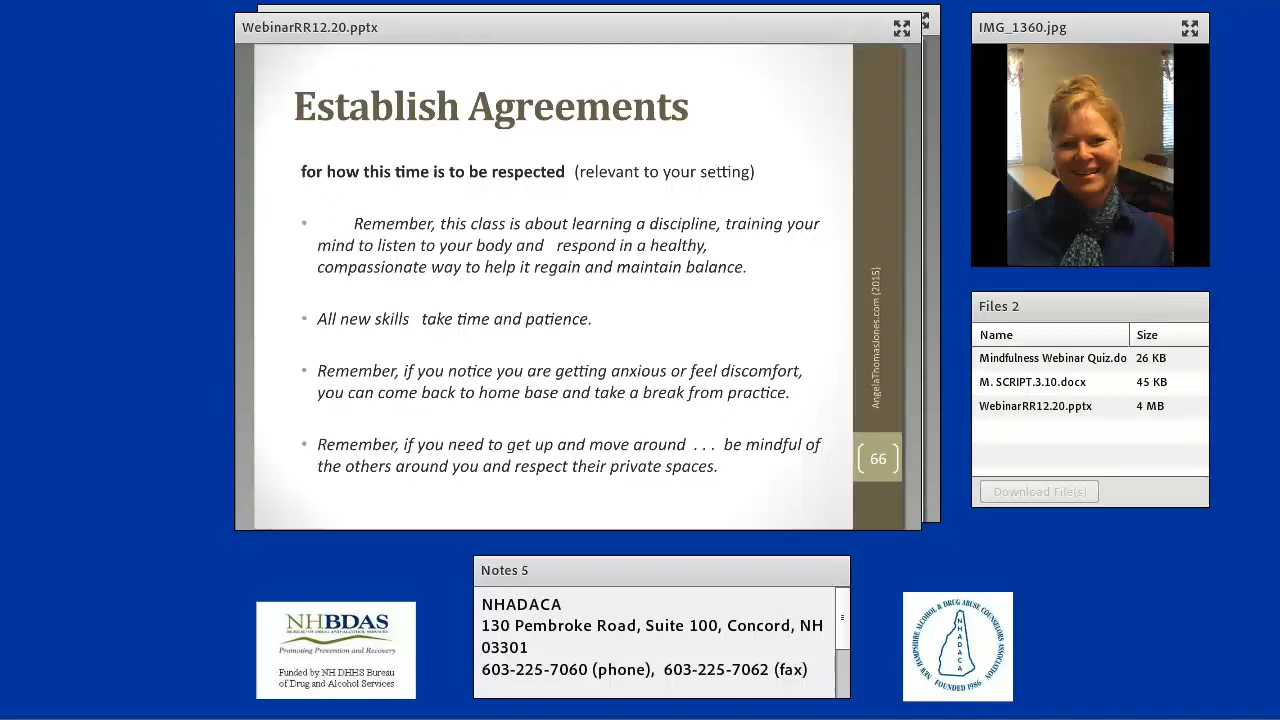 WebinarRR12.20.pptx
Establish Agreements
for how this time is to be respected (relevant to your setting)
• Remember, this class is about learning a discipline, training your
mind to listen to your body and respond in a healthy,
compassionate way to help it regain and maintain balance.
• All new skills take time and patience.
• Remember, if you notice you are getting anxious or feel discomfort,
you can come back to home base and take a break from practice.
• Remember, if you need to get up and move around . . . be mindful of
the others around you and respect their private spaces.
AngelaThomasJones.com (2015)
66
IMG_1360.jpg
Files 2
Name Size
Mindfulness Webinar Quiz.do 26 KB
M. SCRIPT.3.10.docx 45 KB
WebinarRR12.20.pptx 4 MB
Download File(s)
NHBDAS
BUREAU OF DRUG AND ALCOHOL SERVICES
Promoting Prevention and Recovery
Funded by NH DHHS Bureau
of Drug and Alcohol Services
Notes 5
NHADACA
130 Pembroke Road, Suite 100, Concord, NH
03301
603-225-7060 (phone), 603-225-7062 (fax)
NEW HAMPSHIRE ALCOHOL & DRUG ABUSE COUNSELORS ASSOCIATION
NHADACA
FOUNDED 1986